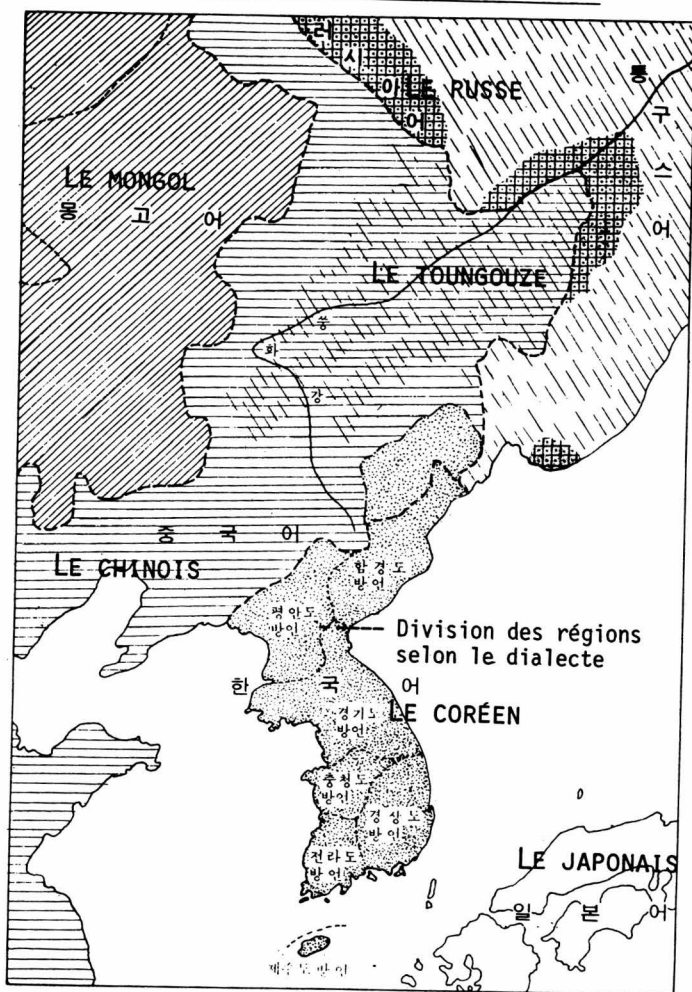 러시아어
LE RUSSE
퉁구스어
LE MONGOL
몽고어
LE TOUNGOUZE
쑹화강
중국어
LE CHINOIS
함경도
방언
평안도
방언
Division des régions
selon le dialecte
한국어
LE CORÉEN
경기도
방언
충청도
방언
경상도
방언
전라도
방언
LE JAPONAIS
일본어
제주도 방언